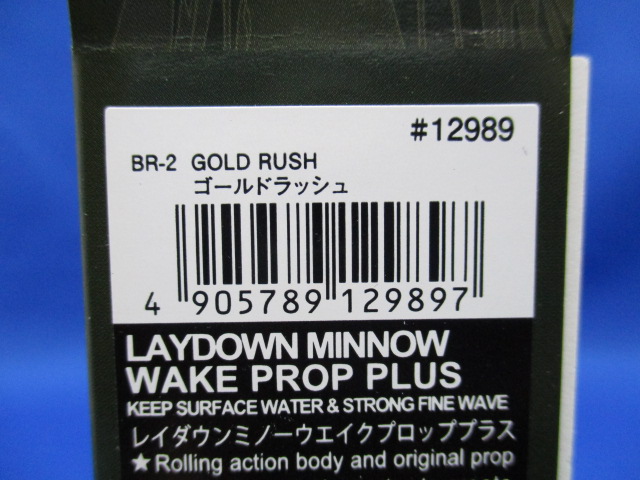 #12989
BR-2 GOLD RUSH
ゴールドラッシュ
4 905789 129897
LAYDOWN MINNOW
WAKE PROP PLUS
KEEP SURFACE WATER & STRONG FINE WAVE
レイダウンミノーウエイクプロッププラス
★Rolling action body and original prop